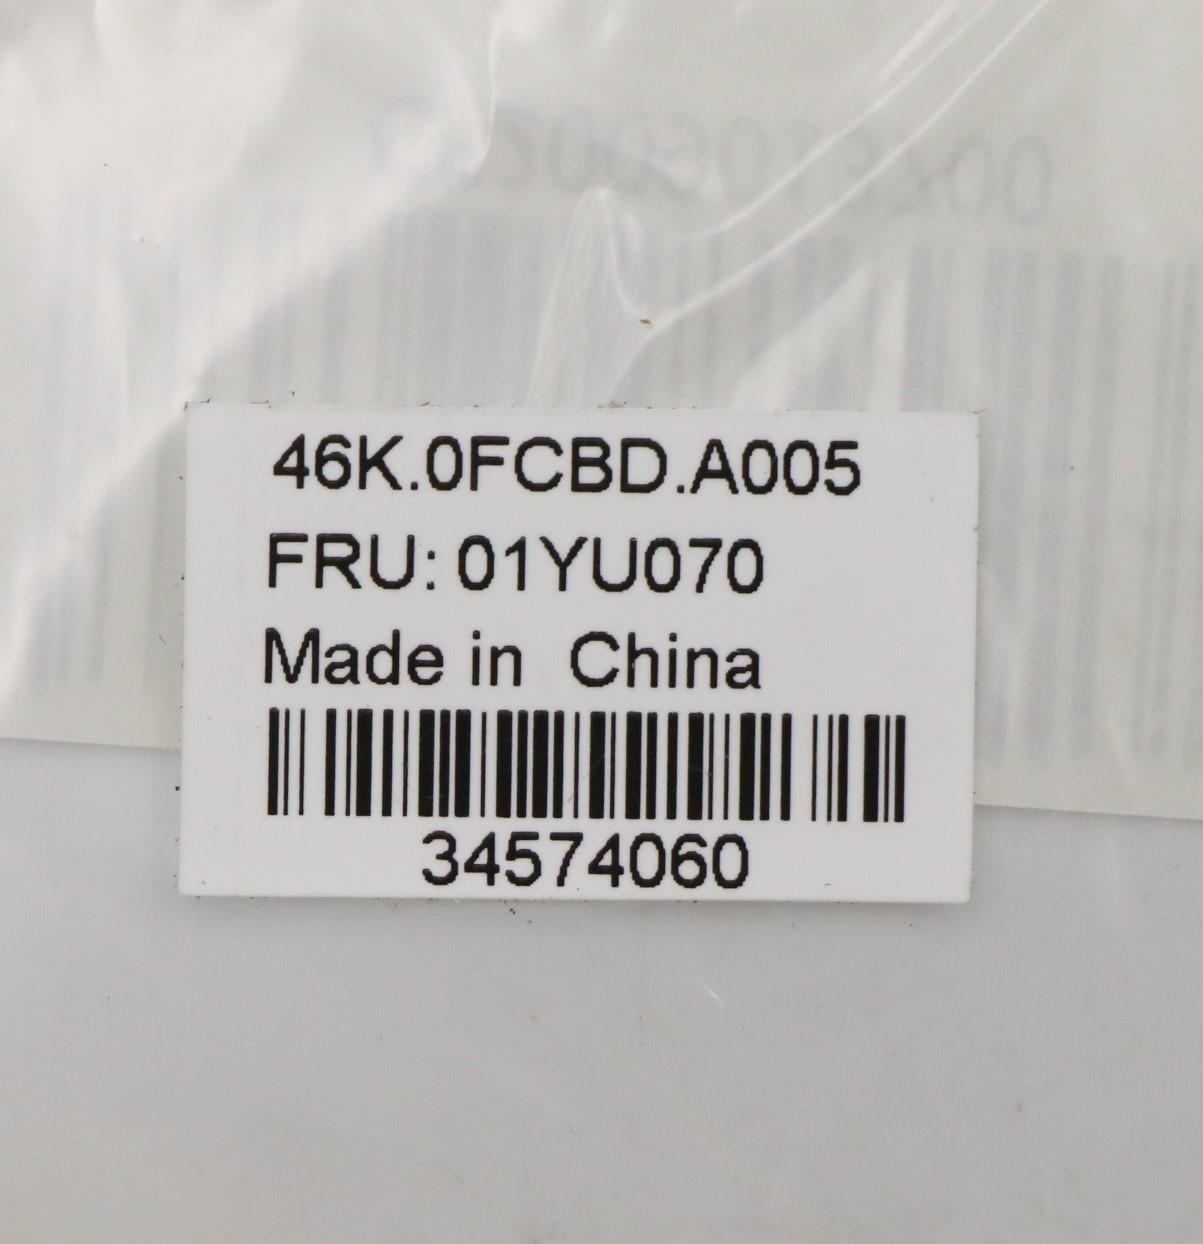 46K.0FCBD.A005
FRU: 01YU070
Made in China
34574060